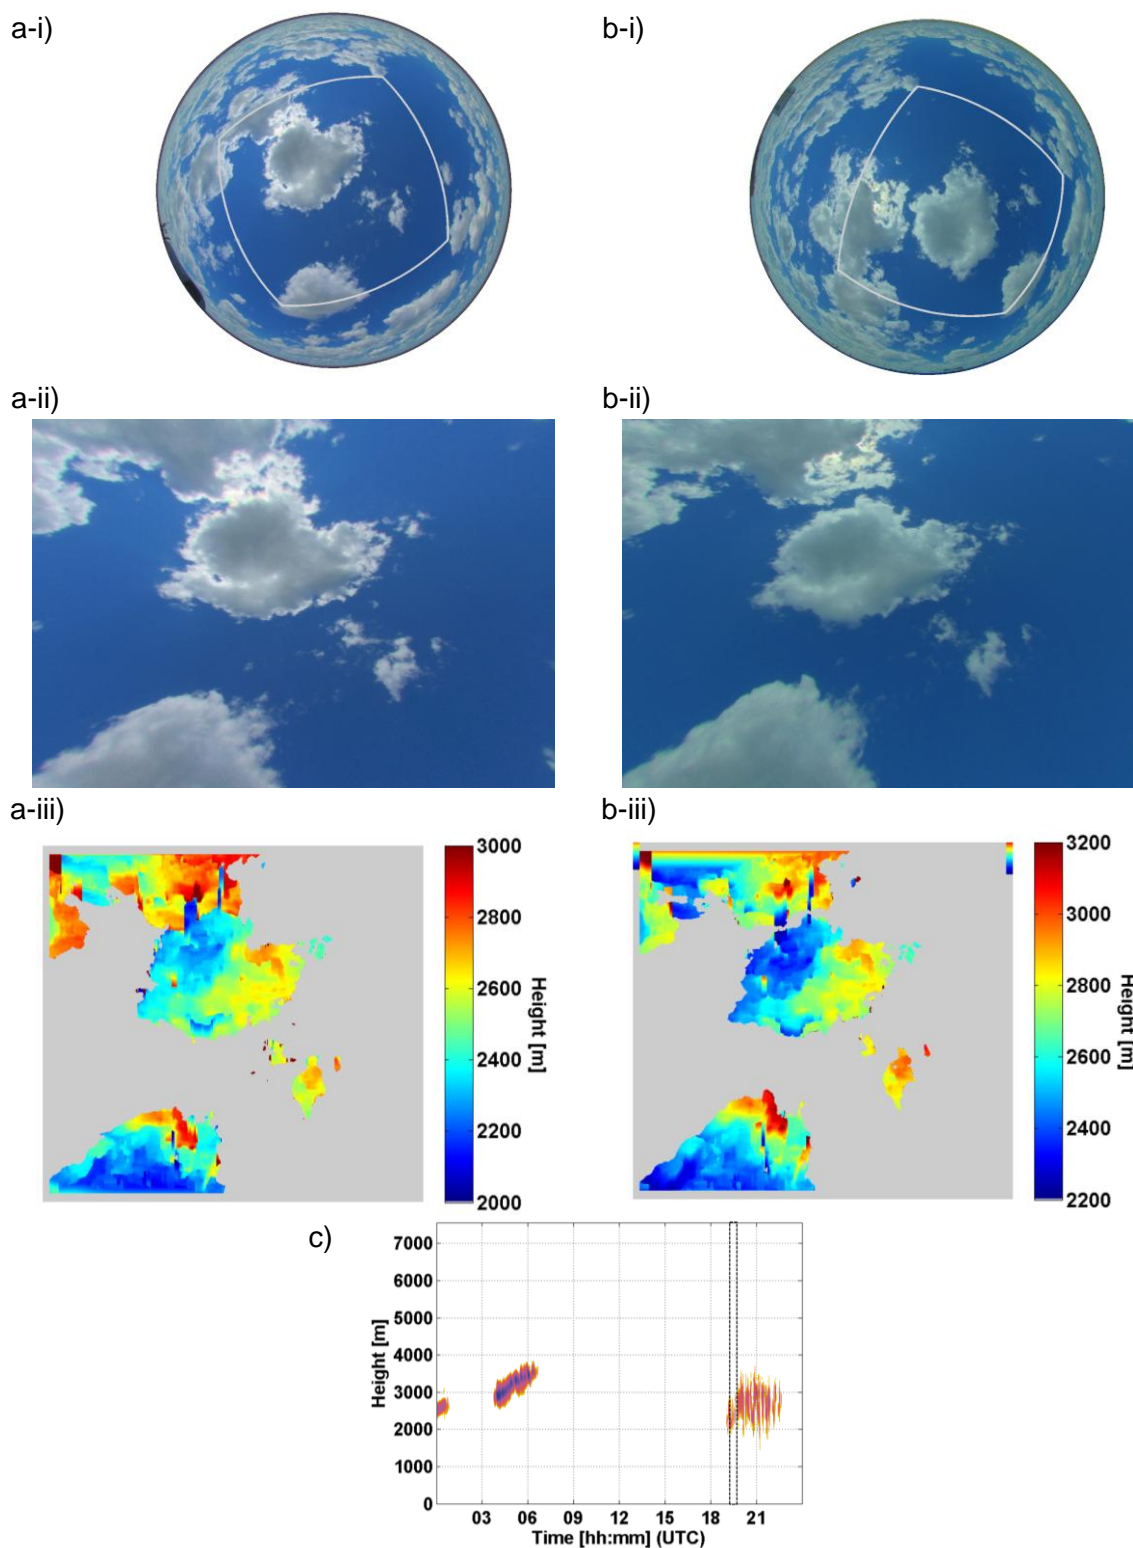 a-i)
b-i)
a-ii)
b-ii)
a-iii)
b-iii)
3000
2800
2600
2400
2200
2000
Height [m]
3200
3000
2800
2600
2400
2200
Height [m]
c)
7000
6000
5000
4000
3000
2000
1000
0
Height [m]
03 06 09 12 15 18 21
Time [hh:mm] (UTC)